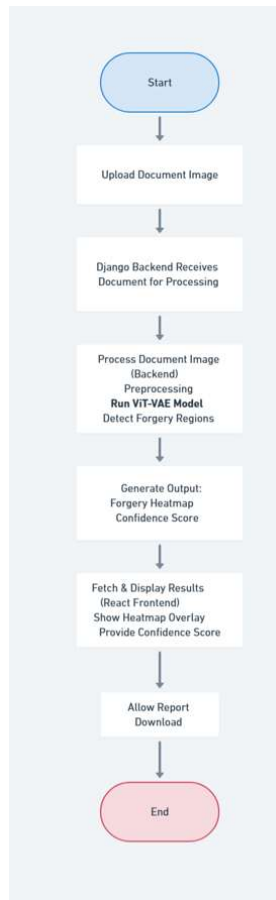 Start
Upload Document Image
Django Backend Receives
Document for Processing
Process Document Image
(Backend)
Preprocessing
Run ViT-VAE Model
Detect Forgery Regions
Generate Output:
Forgery Heatmap
Confidence Score
Fetch & Display Results
(React Frontend)
Show Heatmap Overlay
Provide Confidence Score
Allow Report
Download
End